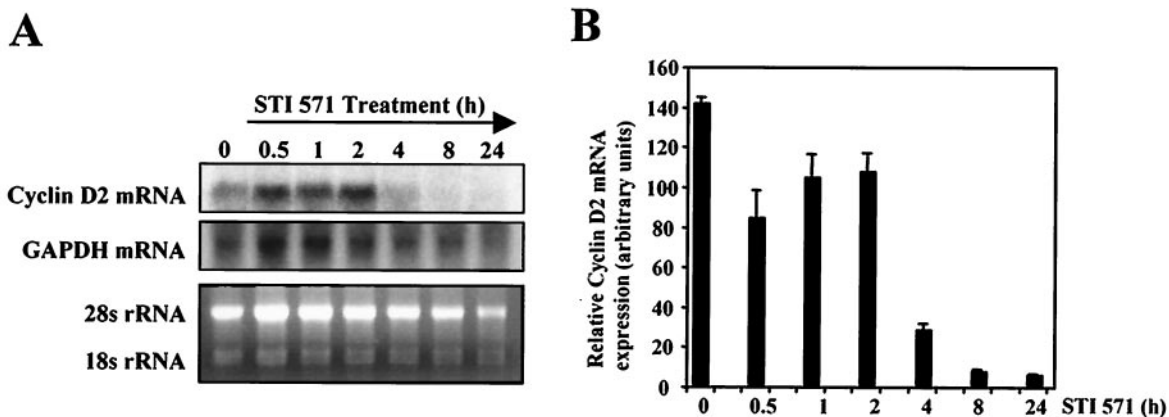 A
STI 571 Treatment (h)
0 0.5 1 2 4 8 24
Cyclin D2 mRNA
GAPDH mRNA
28s rRNA
18s rRNA
B
Relative Cyclin D2 mRNA
expression (arbitrary units)
160
140
120
100
80
60
40
20
0
0 0.5 1 2 4 8 24 STI 571 (h)